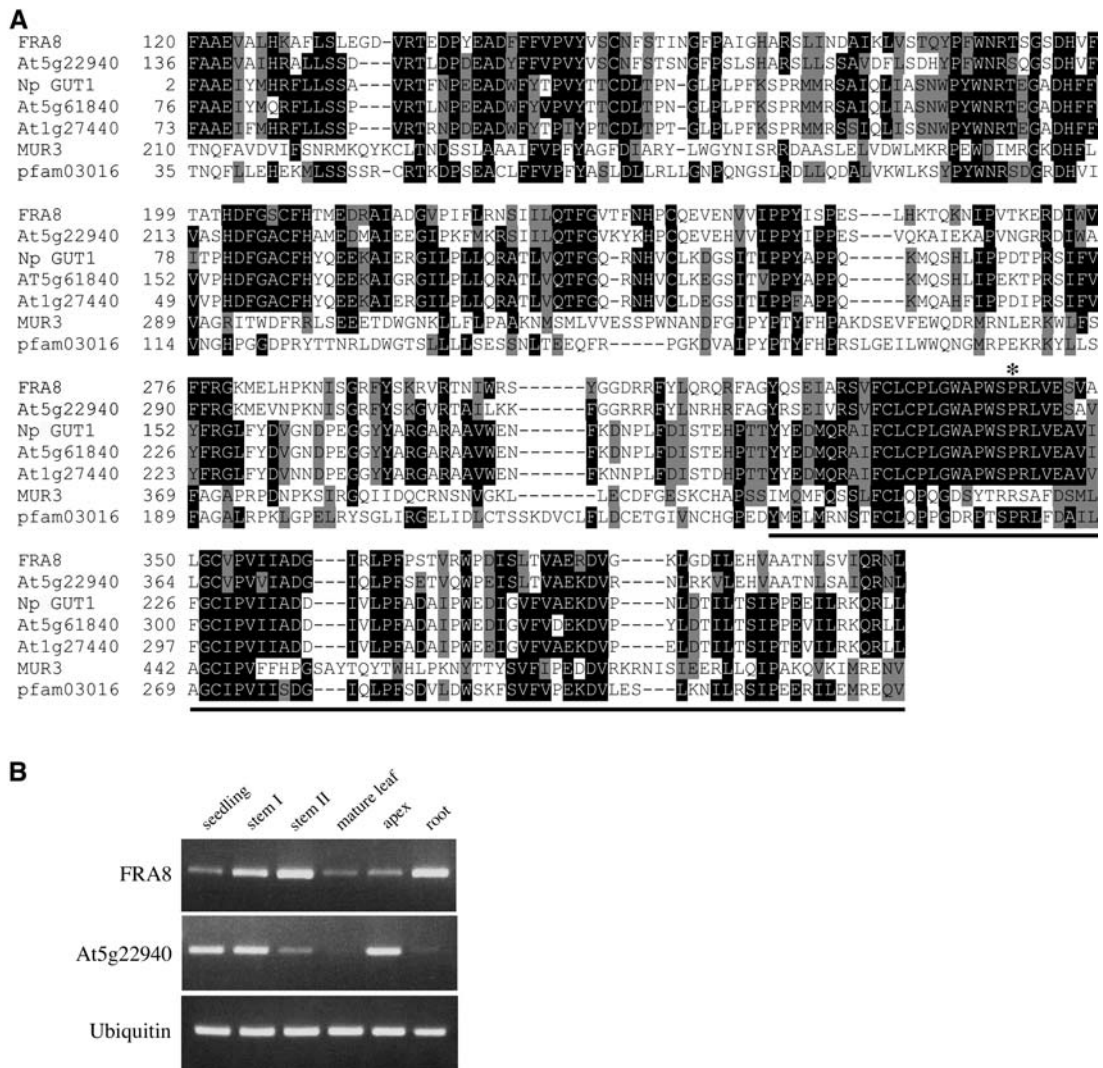 A
FRA8 120 FAAEVALHKAFLSLEGD-VRTEDPYEADFFFVPVYVSCNFSTINGFPAIGHARSLINDAIKLVSTQYPFWNRTSGSDHVF
At5g22940 136 FAAEVAIHRALLSSD---VRTLDPDEADYFFVPVYVSCNFSTSNGFPSLSHARSLLSSAVDFLSDHYPFWNRSQGSDHVF
Np GUT1 2 FAAEIYMHRFLLSSA---VRTFNPEEADWFYTPVYTTCDLTPN-GLPLPFKSPRMMRSAIQLIASNWPYWNRTEGADHFF
At5g61840 76 FAAEIYMQRFLLSSP---VRTLNPEEADWFYVPVYTTCDLTPN-GLPLPFKSPRMMRSAIQLIASNWPYWNRTEGADHFF
At1g27440 73 FAAEIFMHRFLLSSP---VRTRNPDEADWFYTPIYPTCDLTPT-GLPLPFKSPRMMRSSIQLISSNWPYWNRTEGADHFF
MUR3 210 TNQFAVDVIFSNRMKQYKCLTNDSSLAAAIFVPFYAGFDIARY-LWGYNISRRDAASLELVDWLMKRPEWDIMRGKDHFL
pfam03016 35 TNQFLLEHEKMLSSSSR-CRTKDPSEACLFFVPFYASLDLLRLLGNPQNGSLRDLLQDALVKWLKSYPYWNRSDGRDHVI
FRA8 199 TATHDFGSCFHTMEDRAIADGVPIFLRNSIILQTFGVTFNHPCQEVENVVIPPYISPES---LHKTQKNIPVTKERDIWV
At5g22940 213 VASHDFGACFHAMEDMAIEEGIPKFMKRSIILQTFGVKYKHPCQEVEHVVIPPYIPPES---VQKAIEKAPVNGRRDIWA
Np GUT1 78 ITPHDFGACFHYQEEKAIGRGILPLLQRATLVQTFGQ-RNHVCLKDGSITIPPYAPPQ----KMQSHLIPPDTPRSIFV
AT5g61840 152 VVPHDFGACFHYQEEKAIGRGILPLLQRATLVQTFGQ-RNHVCLKEGSITVPPYAPPQ----KMQSHLIPEKTPRSIFV
At1g27440 49 VVPHDFGACFHYQEEKAIERGILPLLQRATLVQTFGQ-RNHVCLDEGSITIPPFAPPQ----KMQAHFIPPDIPRSIFV
MUR3 289 VAGRITWDFRRLSEEETDWGNKLLFLPAAKNMSMLVVESSPWNANDFGIPYPTYFHPAKDSEVFEWQDRMRNLERKWLFS
pfam03016 114 VNGHPGGDPRYTTNRLDWGTSLLLLSESSNLTEEQFR-----PGKDVAIPYPTYFHPRSLGEILWWQNGMRPEKRKYLLS
*
FRA8 276 FFRGKMELHPKNISGRFYSKRVRTNIWRS------YGGDRRFYLQRQRFAGYQSEIARSVFCLCPLGWAPWSPRLVESVA
At5g22940 290 FFRGKMEVNPKNISGRFYSKGVRTAILKK------FGGRRRFYLNRHRFAGYRSEIVRSVFCLCPLGWAPWSPRLVESAV
Np GUT1 152 YFRGLFYDVGNDPEGGYYARGARAAVWEN------FKDNPLFDISTEHPTTYYEDMQRAIFCLCPLGWAPWSPRLVEAVI
At5g61840 226 YFRGLFYDVGNDPEGGYYARGARAAVWEN------FKDNPLFDISTEHPTTYYEDMQRAIFCLCPLGWAPWSPRLVEAVI
At1g27440 223 YFRGLFYDVNNDPEGGYYARGARAAVWEN------FKNNPLFDISTDHPTTYYEDMQRAIFCLCPLGWAPWSPRLVEAVV
MUR3 369 FAGAPRPDNPKSIRGQIIDQCRNSNVGKL------LECDFGESKCHAPSSIMQMFQSSLFCLQPQGDSYTRRSAFDSML
pfam03016 189 FAGALRPKLGPELRYSGLIRGELIDLCTSSKDVCLFLDCETGIVNCHGPEDYMELMRNSTFCLQPPGDRPTSPRLFDAIL
FRA8 350 LGCVPVIIADG---IRLPFPSTVRWPDISLTVAERDVG----KLGDILEHVAATNLSVIQRNL
At5g22940 364 LGCVPVVIADG---IQLPFSETVQWPEISLTVAEKDVG----NLRKVLEHVAATNLSAIQRNL
Np GUT1 226 FGCIPVIIADD---IVLPFADAIPWEDIGVFVAEKDVP----NLDTILTSIPPEEILRKQRLL
At5g61840 300 FGCIPVIIADD---IVLPFADAIPWEDIGVFVDEKDVP----YLDTILTSIPPEVILRKQRLL
At1g27440 297 FGCIPVIIADD---IVLPFADAIPWEEIGVFVAEKDVP----ELDTILTSIPTEVILRKQRLL
MUR3 442 AGCIPVFFHPGSAYTQYTWHLPKNYTTYSVFIPEDDVRKRNISIEERLLQIPAKQVKIMRENV
pfam03016 269 AGCIPVIISDG---IQLPFSDVLDWSKFSVFVPEKDVLES---LKNILRSIPEERILEMREQV
B
seedling stem I stem II mature leaf apex root
FRA8
At5g22940
Ubiquitin